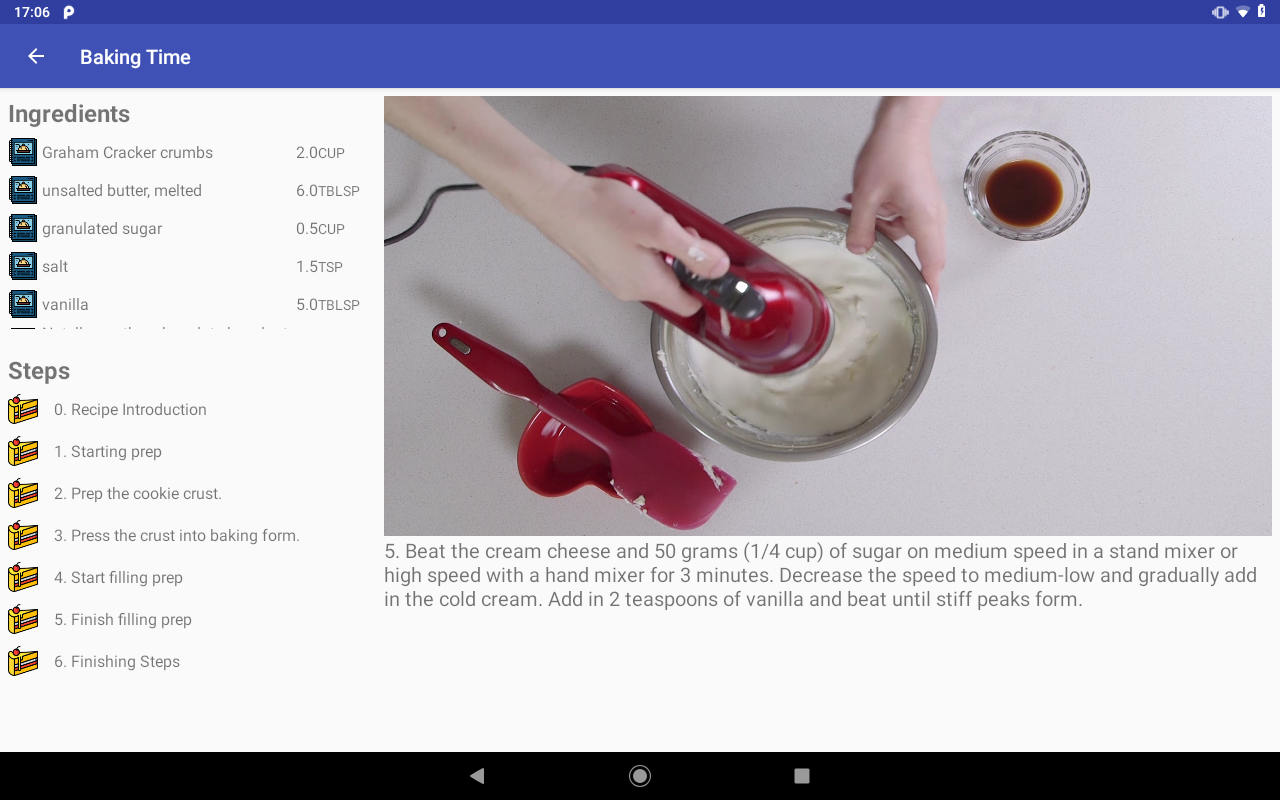 17:06
Baking Time
Ingredients
Graham Cracker crumbs 2.0CUP
unsalted butter, melted 6.0TBLSP
granulated sugar 0.5CUP
salt 1.5TSP
vanilla 5.0TBLSP
Steps
0. Recipe Introduction
1. Starting prep
2. Prep the cookie crust.
3. Press the crust into baking form.
4. Start filling prep
5. Finish filling prep
6. Finishing Steps
5. Beat the cream cheese and 50 grams (1/4 cup) of sugar on medium speed in a stand mixer or
high speed with a hand mixer for 3 minutes. Decrease the speed to medium-low and gradually add
in the cold cream. Add in 2 teaspoons of vanilla and beat until stiff peaks form.